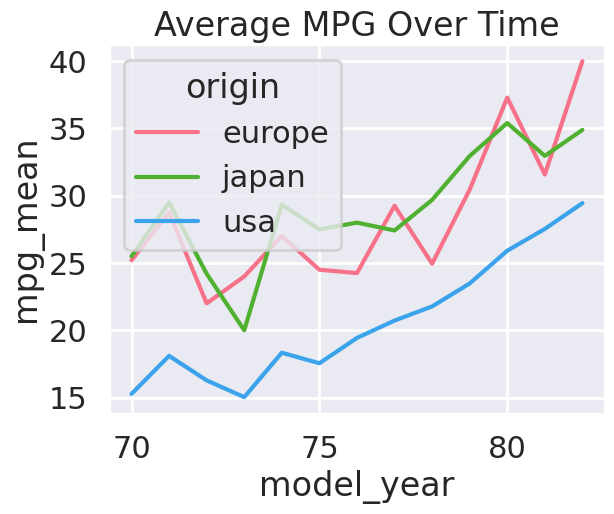 Average MPG Over Time
40
35
30
25
20
15
mpg_mean
origin
europe
japan
usa
70 75 80
model_year